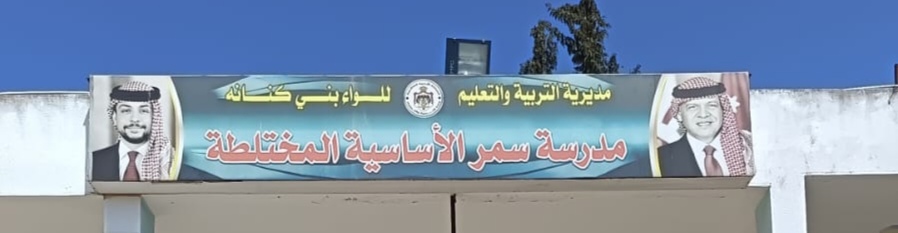 مديرية التربية والتعليم للواء بني كنانه
مدرسة سمر الأساسية المختلطة